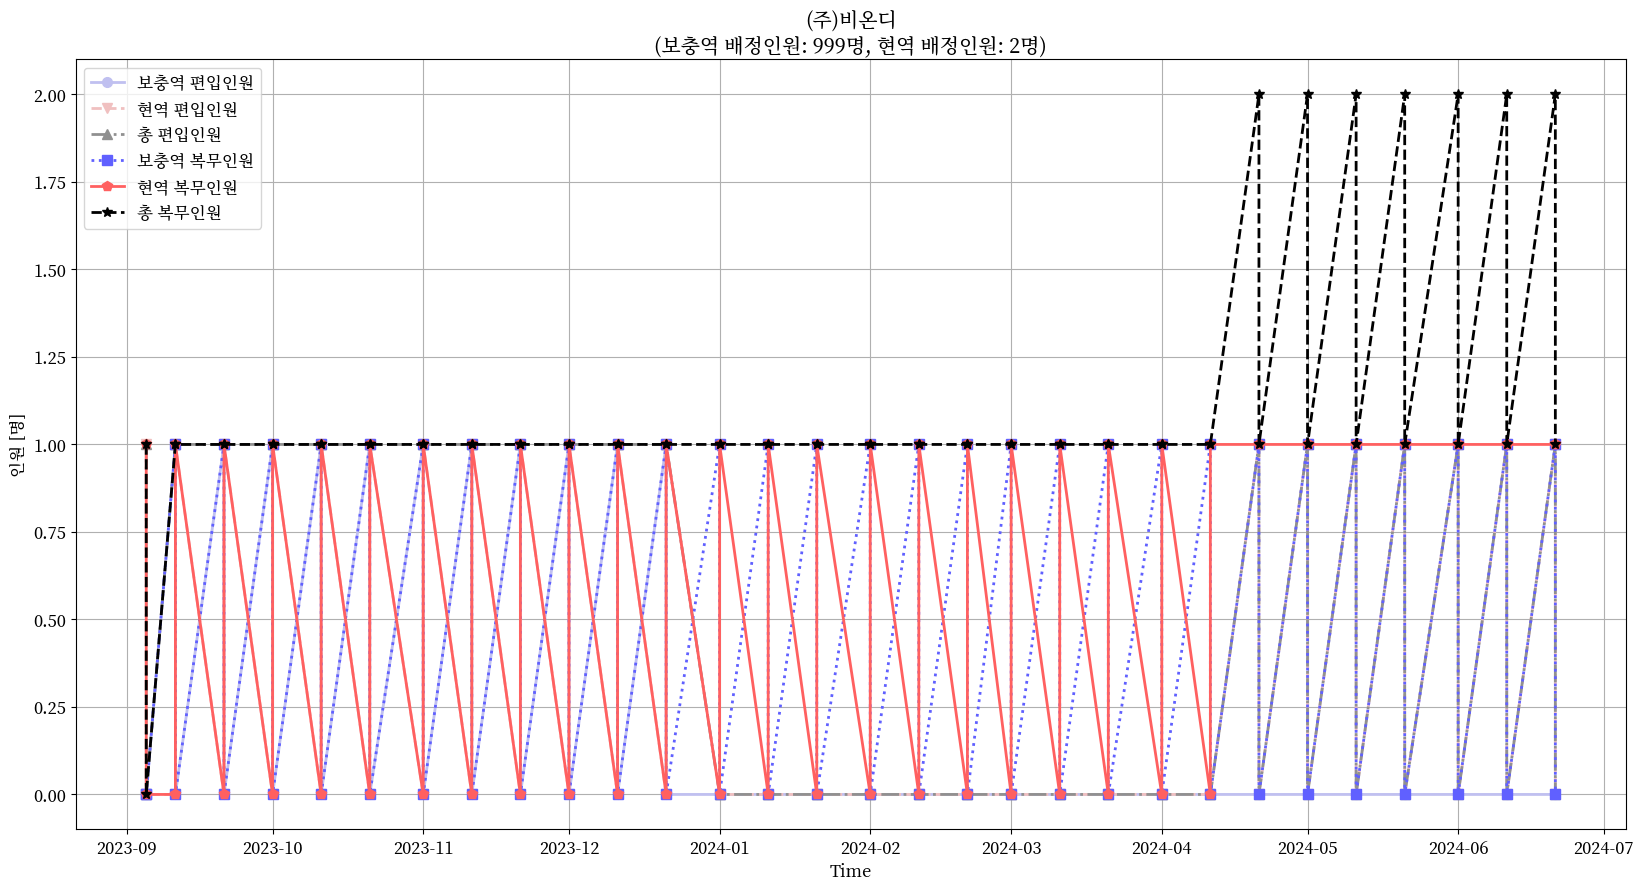 (주)비온디
(보충역 배정인원: 999명, 현역 배정인원: 2명)
보충역 편입인원
현역 편입인원
총 편입인원
보충역 복무인원
현역 복무인원
총 복무인원
인원 [명]
2.00
1.75
1.50
1.25
1.00
0.75
0.50
0.25
0.00
2023-09 2023-10 2023-11 2023-12 2024-01 2024-02 2024-03 2024-04 2024-05 2024-06 2024-07
Time